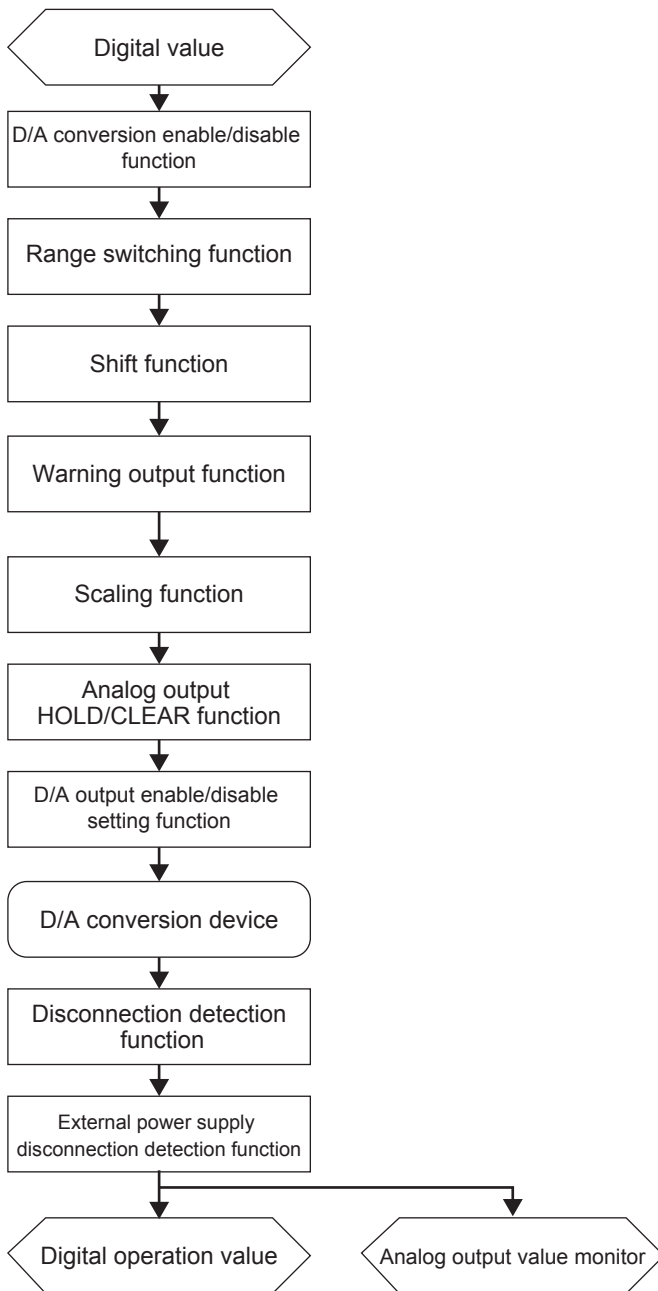 Digital value
D/A conversion enable/disable
function
Range switching function
Shift function
Warning output function
Scaling function
Analog output
HOLD/CLEAR function
D/A output enable/disable
setting function
D/A conversion device
Disconnection detection
function
External power supply
disconnection detection function
Digital operation value
Analog output value monitor